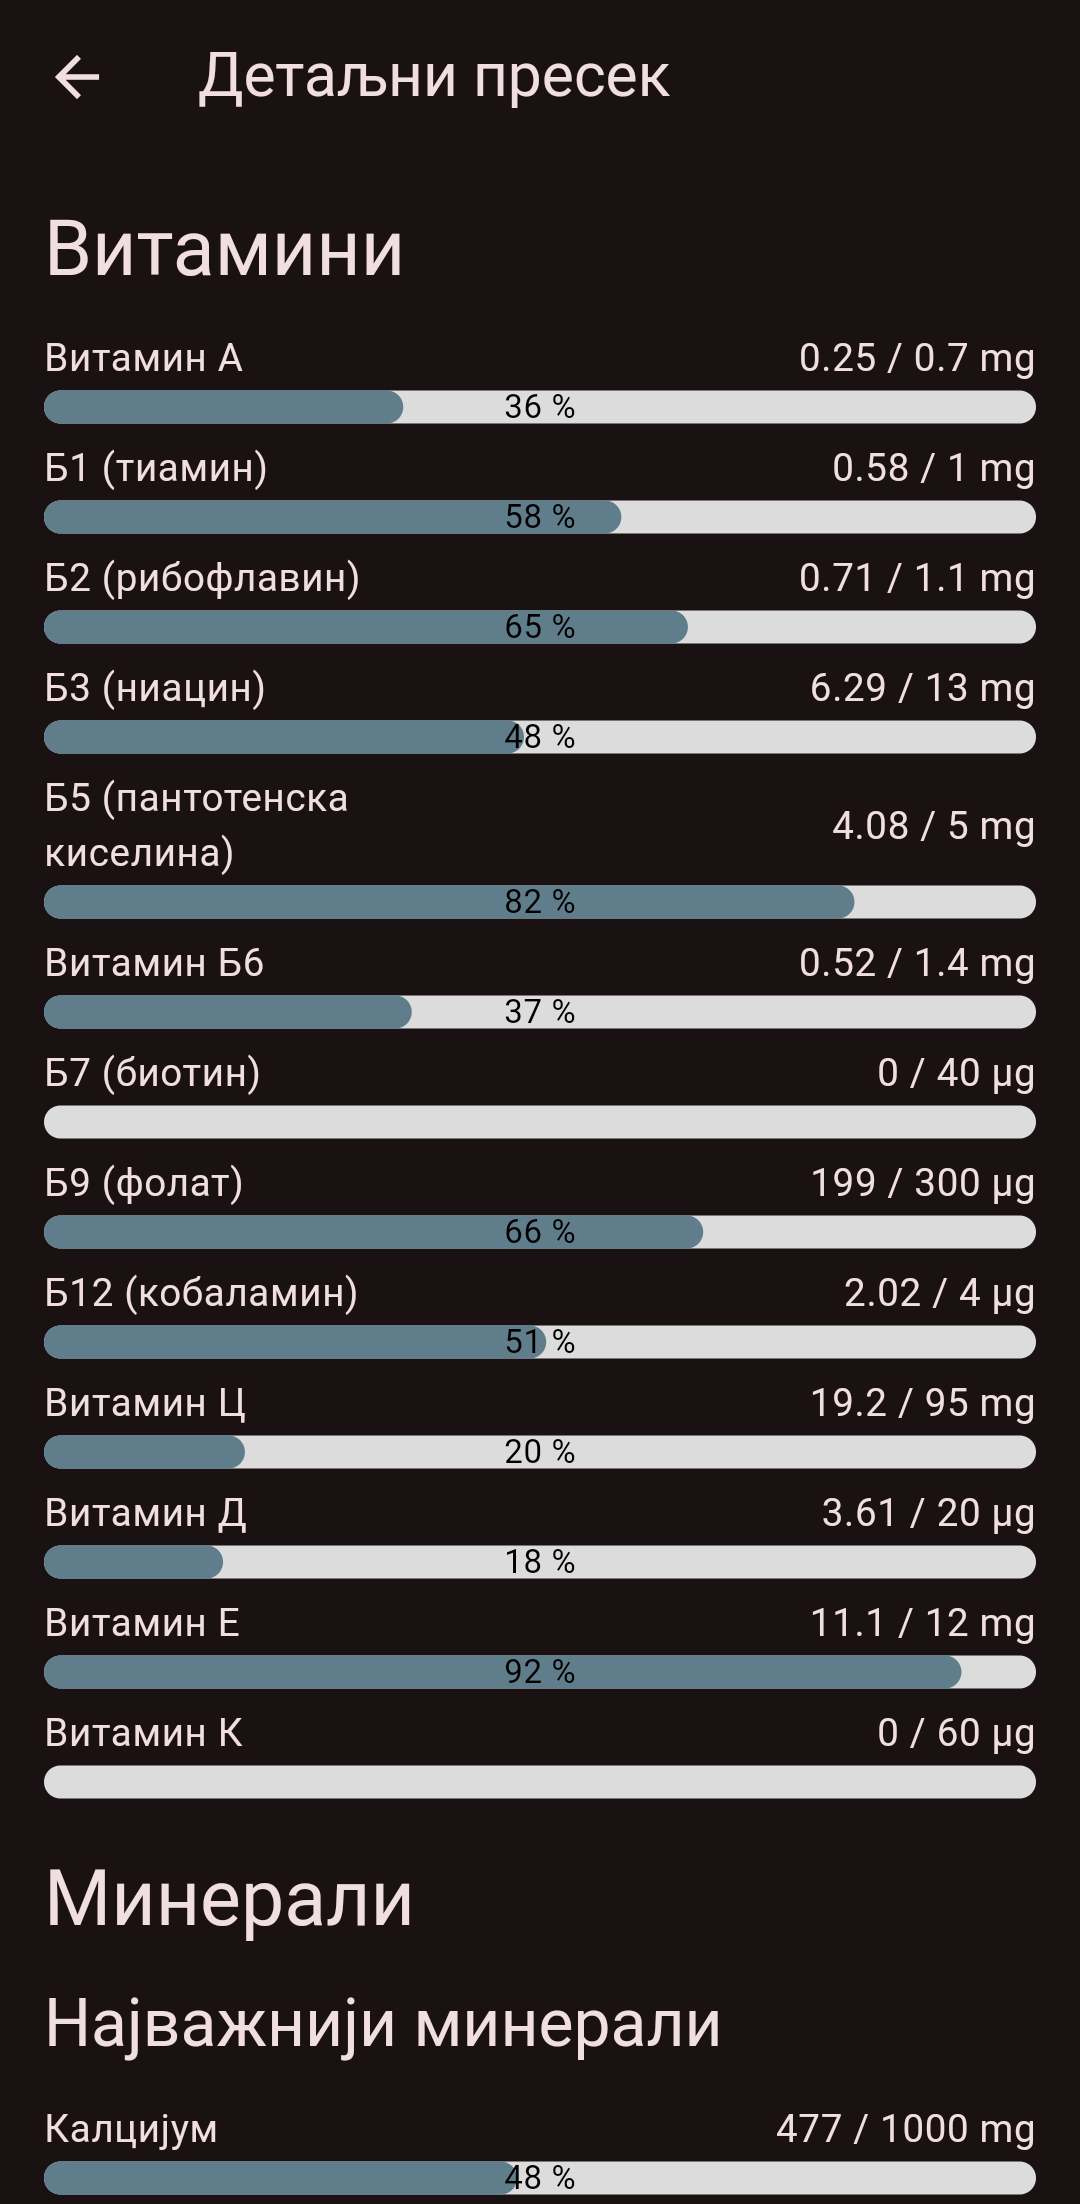 Детаљни пресек
Витамини
Витамин А 0.25 / 0.7 mg
36 %
Б1 (тиамин) 0.58 / 1 mg
58 %
Б2 (рибофлавин) 0.71 / 1.1 mg
65 %
Б3 (ниацин) 6.29 / 13 mg
48 %
Б5 (пантотенска
киселина) 4.08 / 5 mg
82 %
Витамин Б6 0.52 / 1.4 mg
37 %
Б7 (биотин) 0 / 40 µg
Б9 (фолат) 199 / 300 µg
66 %
Б12 (кобаламин) 2.02 / 4 µg
51 %
Витамин Ц 19.2 / 95 mg
20 %
Витамин Д 3.61 / 20 µg
18 %
Витамин Е 11.1 / 12 mg
92 %
Витамин К 0 / 60 µg
Минерали
Најважнији минерали
Калцијум 477 / 1000 mg
48 %